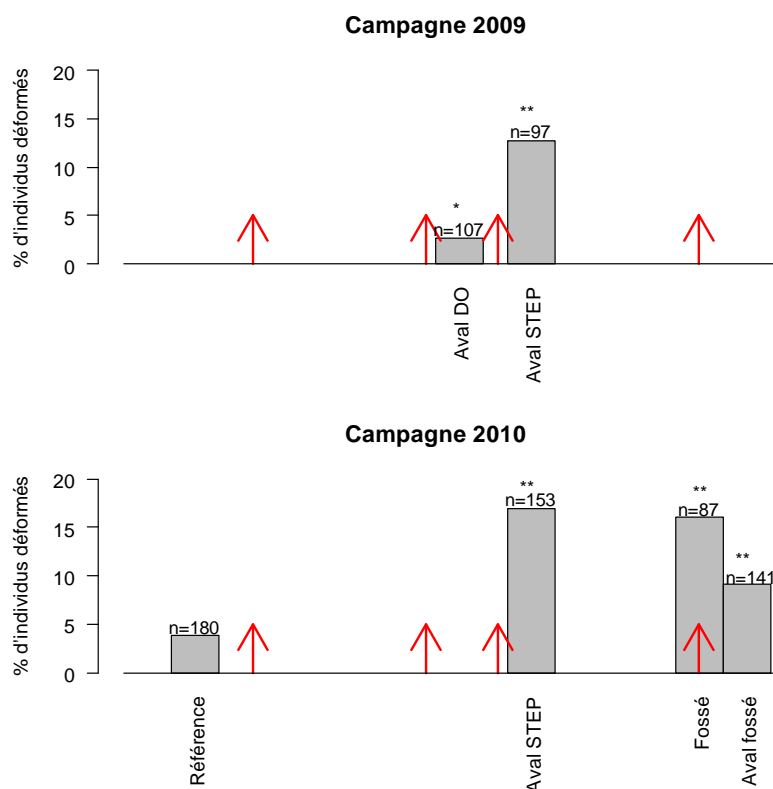 Campagne 2009
% d'individus déformés
20
15
10
5
0
**
n=97
*
n=107
Aval DO
Aval STEP
Campagne 2010
% d'individus déformés
20
15
10
5
0
**
n=153
**
n=87
**
n=141
n=180
Référence
Aval STEP
Fossé
Aval fossé